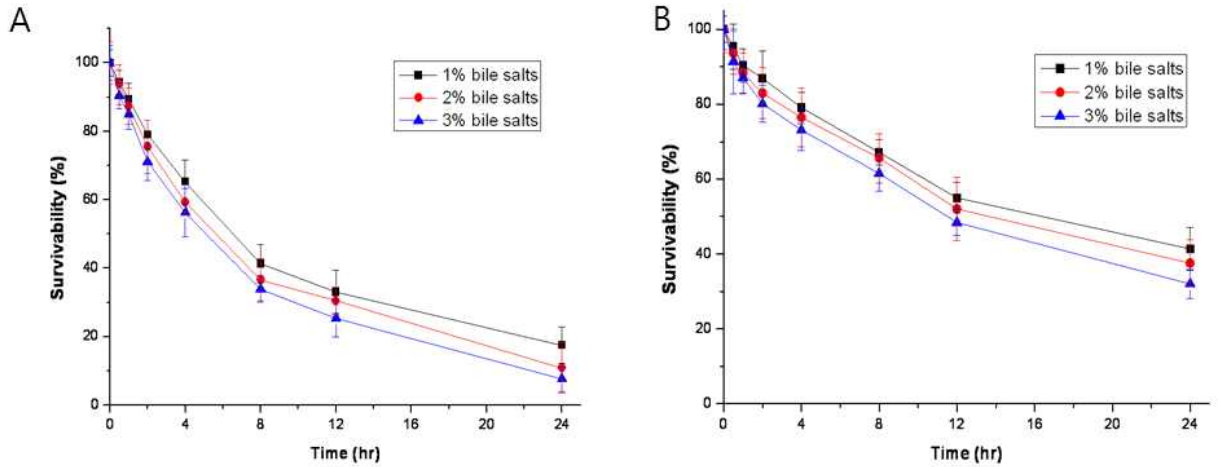 A
1% bile salts
2% bile salts
3% bile salts
Survivability (%)
100
80
60
40
20
0
0 4 8 12 16 20 24
Time (hr)
B
1% bile salts
2% bile salts
3% bile salts
Survivability (%)
100
80
60
40
20
0
0 4 8 12 16 20 24
Time (hr)